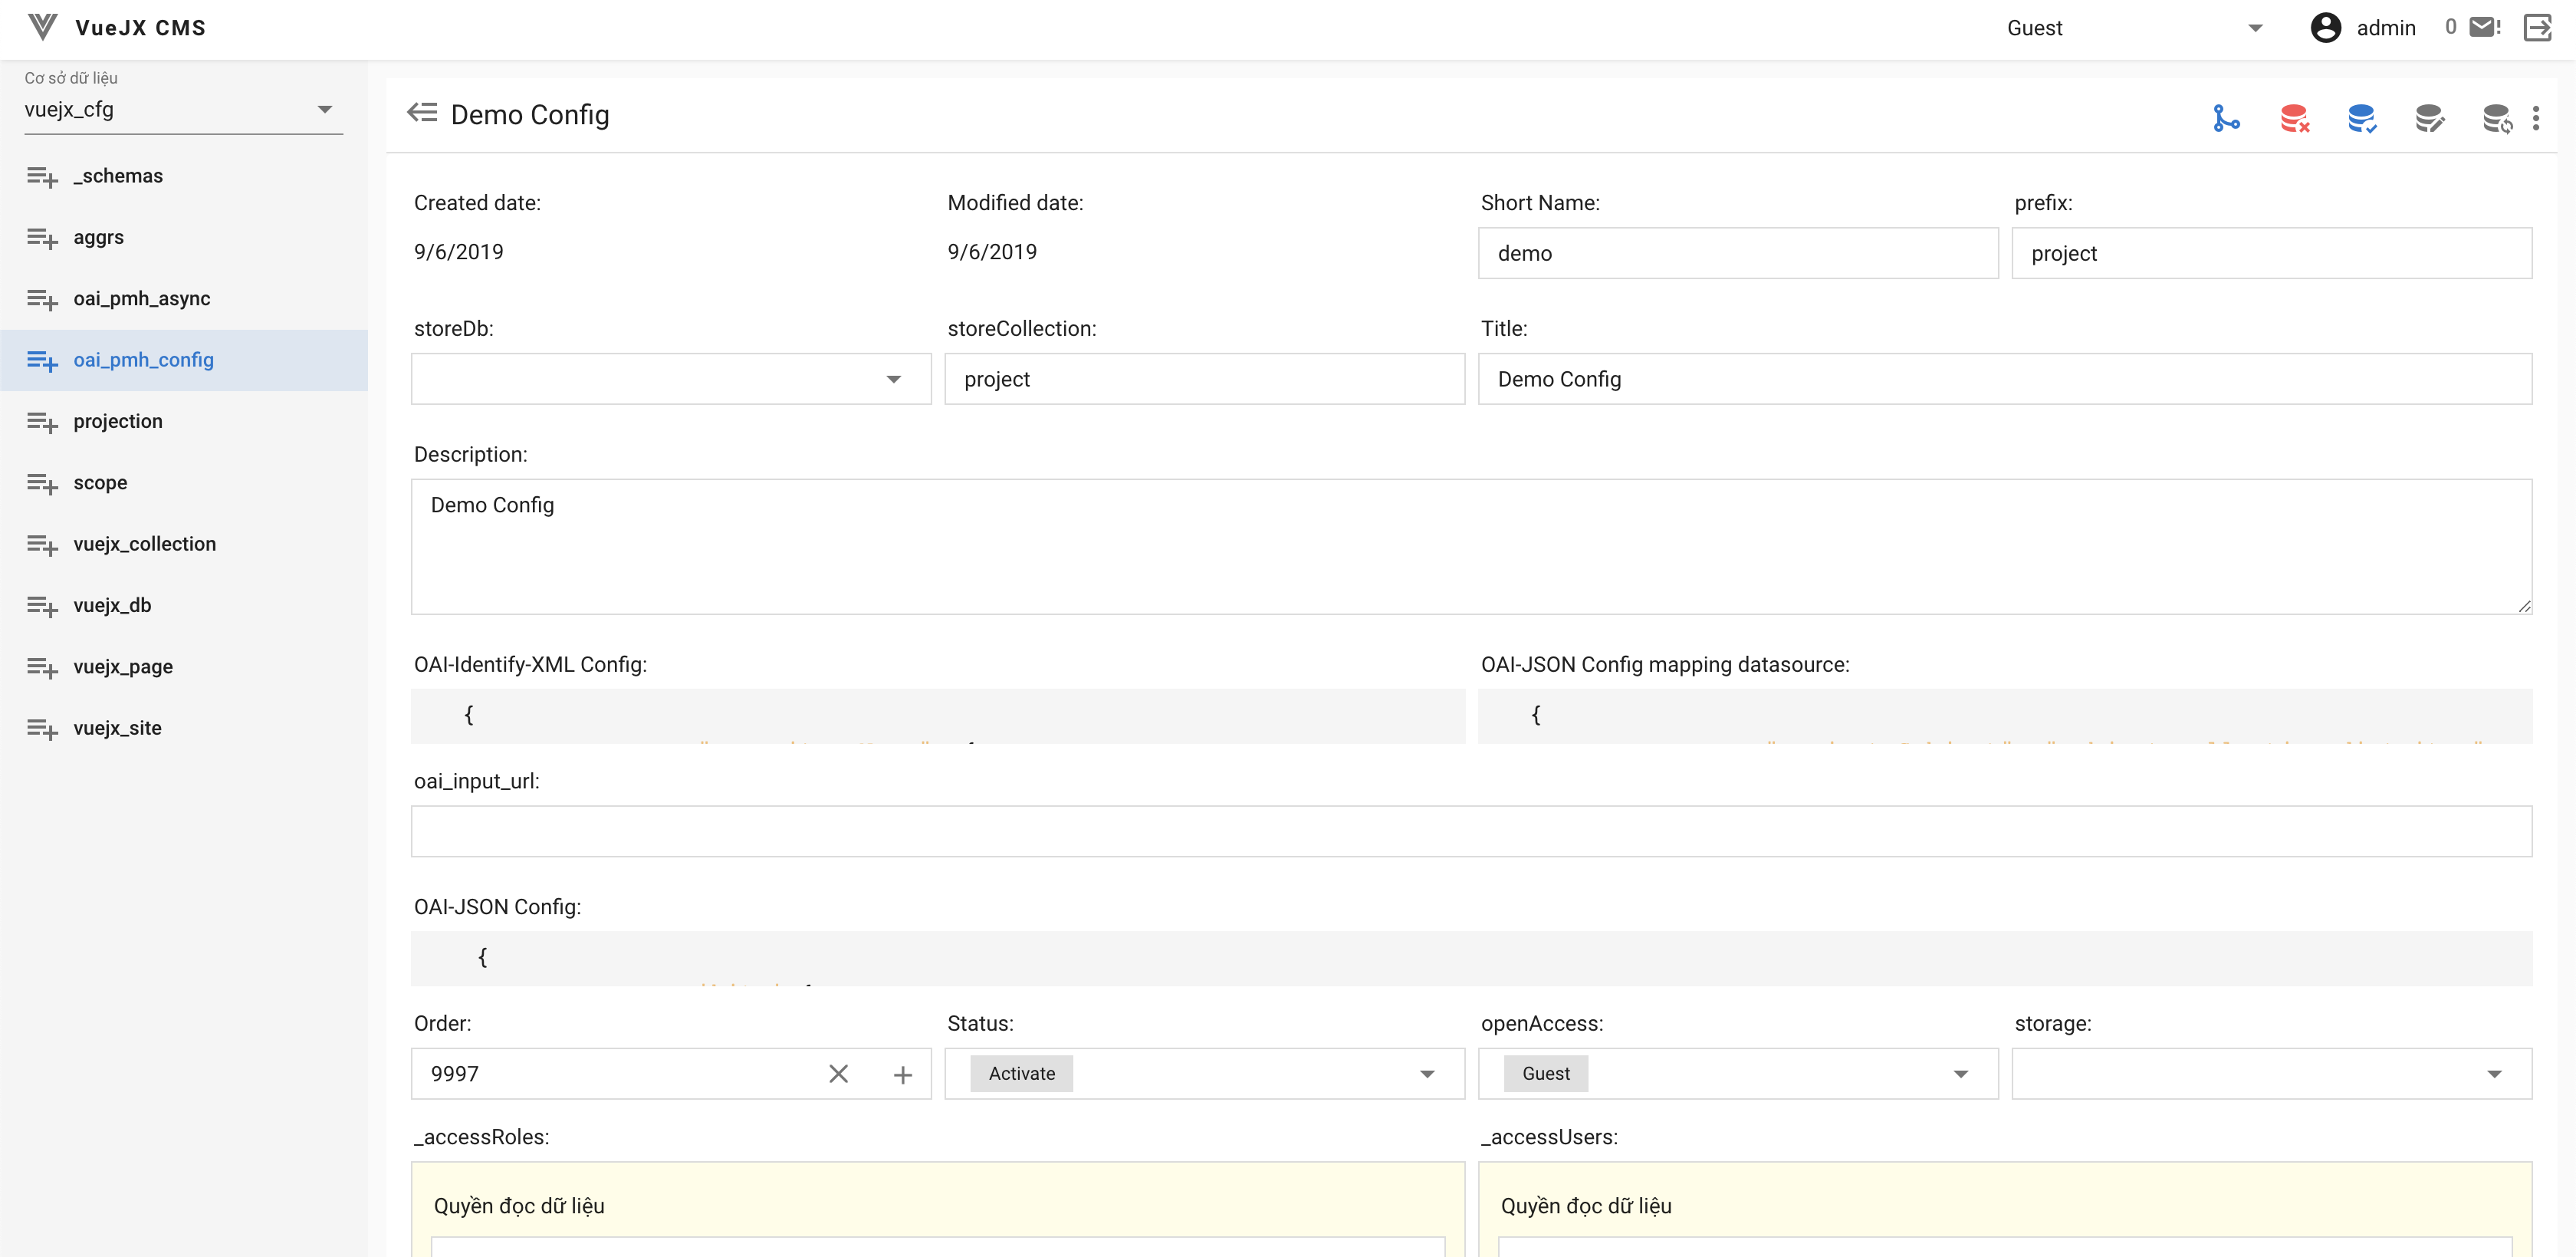 VueJX CMS
Guest
admin
0
Cơ sở dữ liệu
vuejx_cfg
_schemas
aggrs
oai_pmh_async
oai_pmh_config
projection
scope
vuejx_collection
vuejx_db
vuejx_page
vuejx_site
Demo Config
Created date:
Modified date:
Short Name:
prefix:
9/6/2019
9/6/2019
demo
project
storeDb:
storeCollection:
Title:
project
Demo Config
Description:
Demo Config
OAI-Identify-XML Config:
OAI-JSON Config mapping datasource:
{
{
oai_input_url:
OAI-JSON Config:
{
Order:
Status:
openAccess:
storage:
9997
Activate
Guest
_accessRoles:
_accessUsers:
Quyền đọc dữ liệu
Quyền đọc dữ liệu